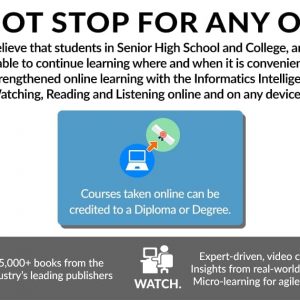 OT STOP FOR ANY O
elieve that students in Senior High School and College, an
able to continue learning where and when it is convenien
rengthened online learning with the Informatics Intellige
Watching, Reading and Listening online and on any device
Courses taken online can be
credited to a Diploma or Degree.
5,000+ books from the
ustry's leading publishers
WATCH.
Expert-driven, video c
Insights from real-world
Micro-learning for agile